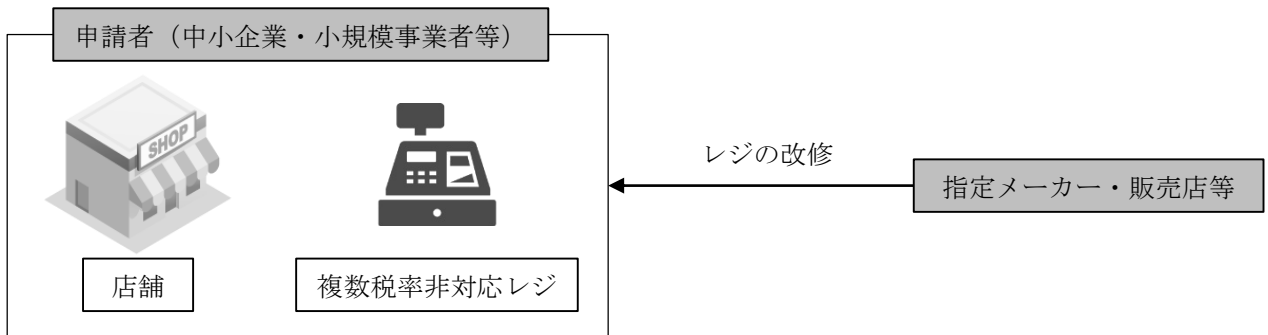 申請者（中小企業・小規模事業者等）
SHOP
レジの改修
指定メーカー・販売店等
店舗
複数税率非対応レジ